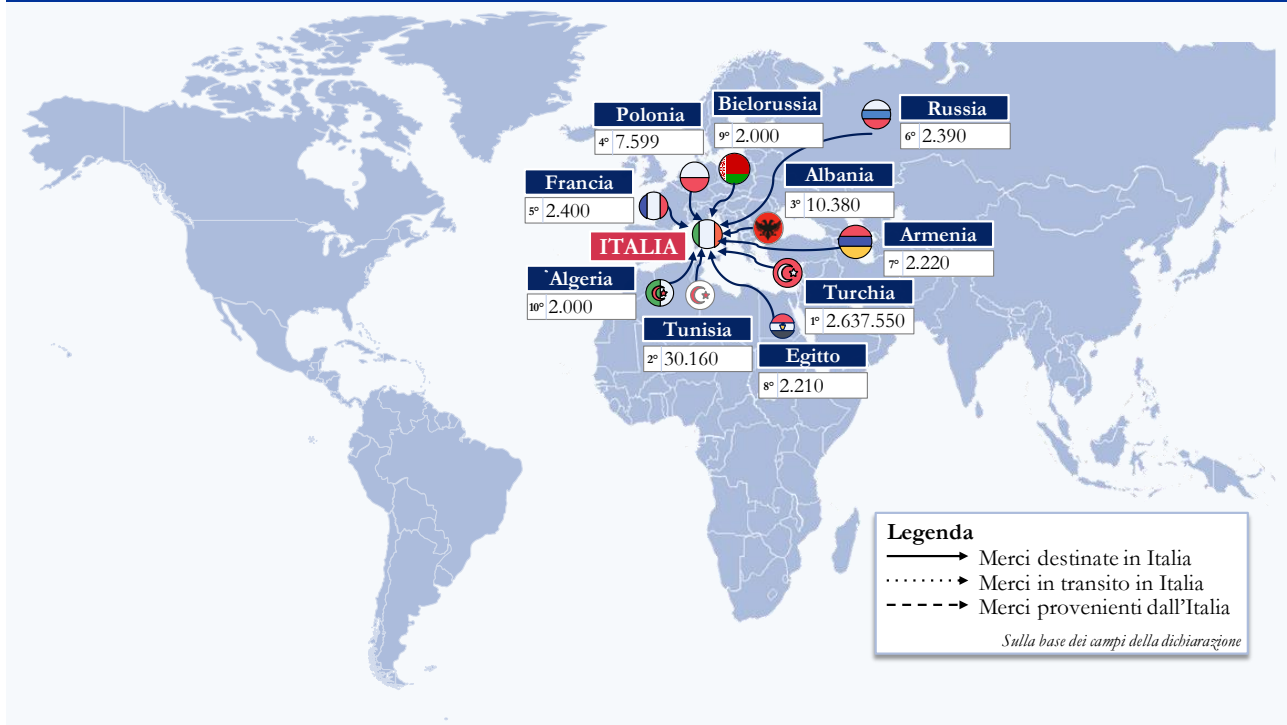 Polonia
4° 7.599
Bielorussia
9° 2.000
Russia
6° 2.390
Francia
5° 2.400
Albania
3° 10.380
ITALIA
Armenia
7° 2.220
`Algeria
10° 2.000
Turchia
1° 2.637.550
Tunisia
2° 30.160
Egitto
8° 2.210
Legenda
Merci destinate in Italia
Merci in transito in Italia
Merci provenienti dall'Italia
Sulla base dei campi della dichiarazione